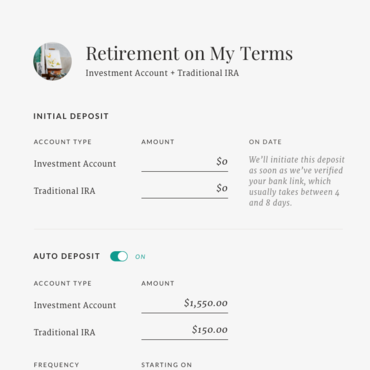 Retirement on My Terms
Investment Account + Traditional IRA
INITIAL DEPOSIT
ACCOUNT TYPE AMOUNT ON DATE
Investment Account $0
Traditional IRA $0
We'll initiate this deposit
as soon as we've verified
your bank link, which
usually takes between 4
and 8 days.
AUTO DEPOSIT ON
ACCOUNT TYPE AMOUNT
Investment Account $1,550.00
Traditional IRA $150.00
FREQUENCY STARTING ON